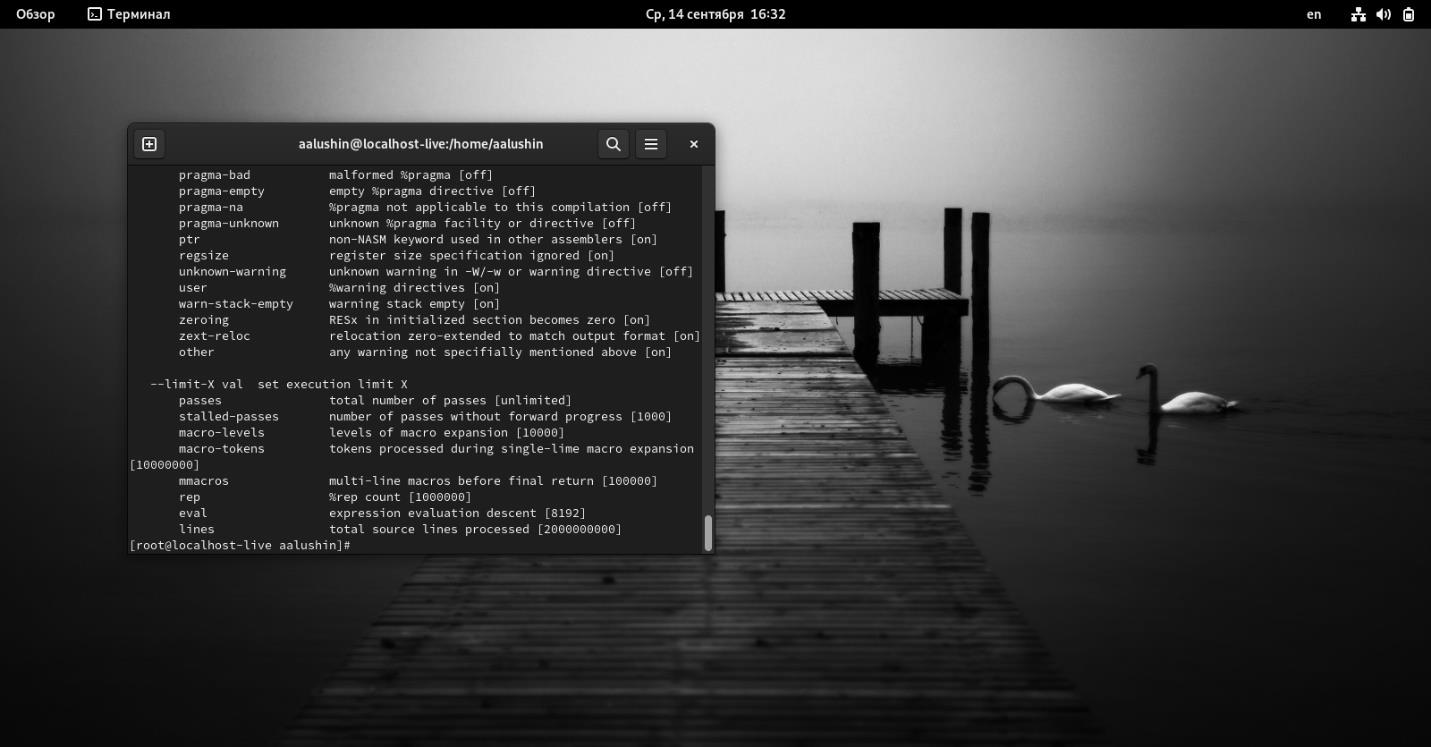 Обзор Терминал Ср, 14 сентября 16:32 en
aalushin@localhost-live:/home/aalushin
pragma-bad malformed %pragma [off]
pragma-empty empty %pragma directive [off]
pragma-na %pragma not applicable to this compilation [off]
pragma-unknown unknown %pragma facility or directive [off]
ptr non-NASM keyword used in other assemblers [on]
regsize register size specification ignored [on]
unknown-warning unknown warning in -W/-w or warning directive [off]
user %warning directives [on]
warn-stack-empty warning stack empty [on]
zeroing RESx in initialized section becomes zero [on]
zext-reloc relocation zero-extended to match output format [on]
other any warning not specifially mentioned above [on]
--limit-X val set execution limit X
passes total number of passes [unlimited]
stalled-passes number of passes without forward progress [1000]
macro-levels levels of macro expansion [10000]
macro-tokens tokens processed during single-lime macro expansion
[10000000]
mmacros multi-line macros before final return [100000]
rep %rep count [1000000]
eval expression evaluation descent [8192]
lines total source lines processed [2000000000]
[root@localhost-live aalushin]#